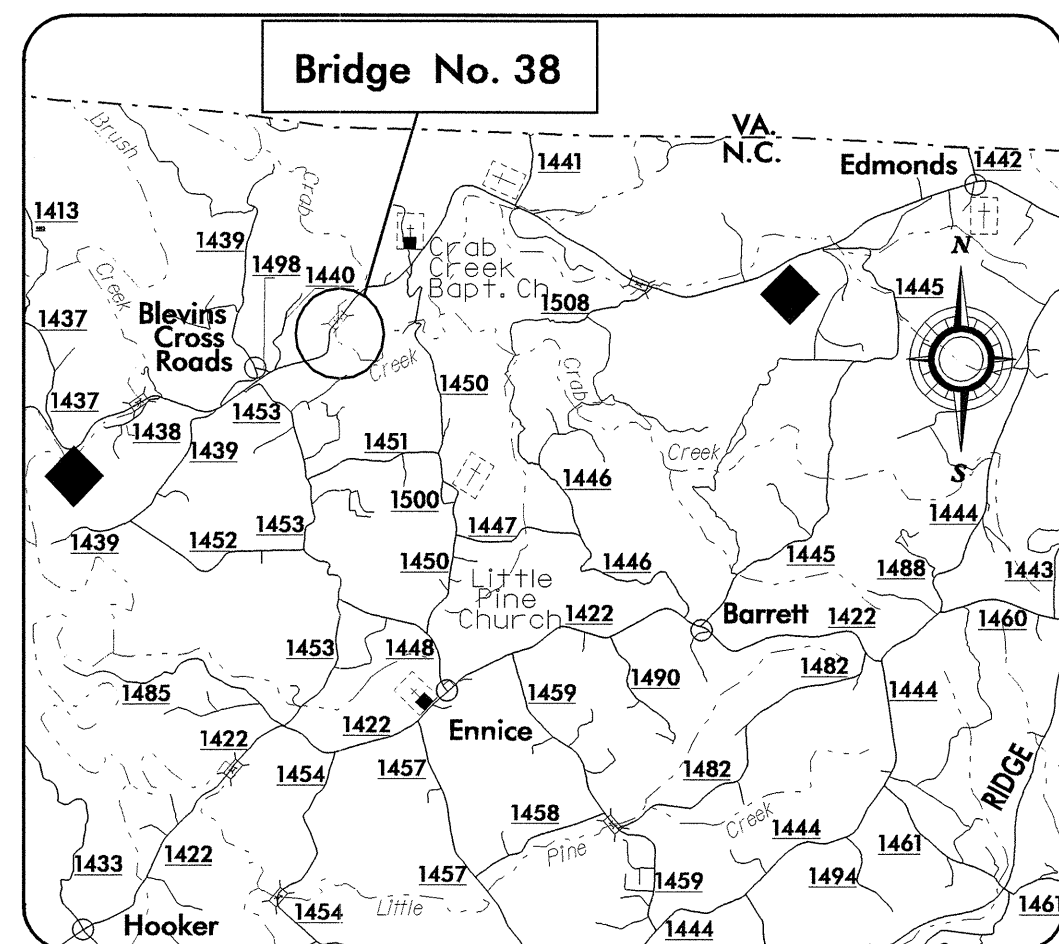 Bridge No. 38
VA.
N.C.
Brush
1441
Edmonds
1442
Crab
1413
1439
1498
1440
Crab
Creek
Bapt. Ch
N
Creek
1508
1445
1437
Blevins
Cross
Roads
Creek
1450
Crab
1437
1453
1438
1439
1451
Creek
S
1446
1500
1453
1447
1444
1439
1452
1450
1446
1445
1488
1443
Little
Pine
Church
1422
Barrett
1422
1460
1453
1448
1490
1482
1485
1459
1444
1422
Ennice
1422
1454
1457
1482
RIDGE
1458
Creek
1444
1433
1422
Pine
1461
1457
1459
1494
1454
Little
1461
Hooker
1444